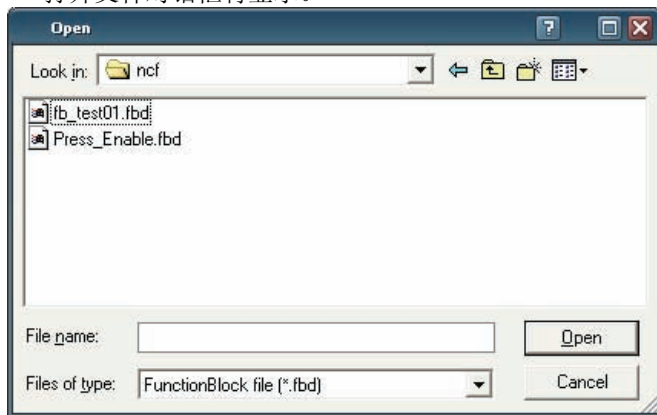 打开文件对话框将显示。
Open
Look in: ncf
fb_test01.fbd
Press_Enable.fbd
File name:
Open
Files of type: FunctionBlock file (*.fbd)
Cancel